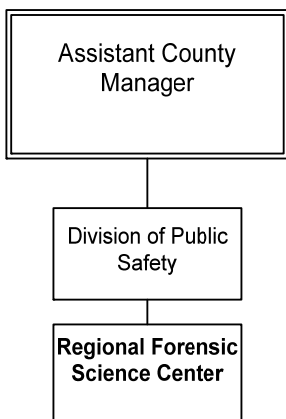 Assistant County
Manager
Division of Public
Safety
Regional Forensic
Science Center